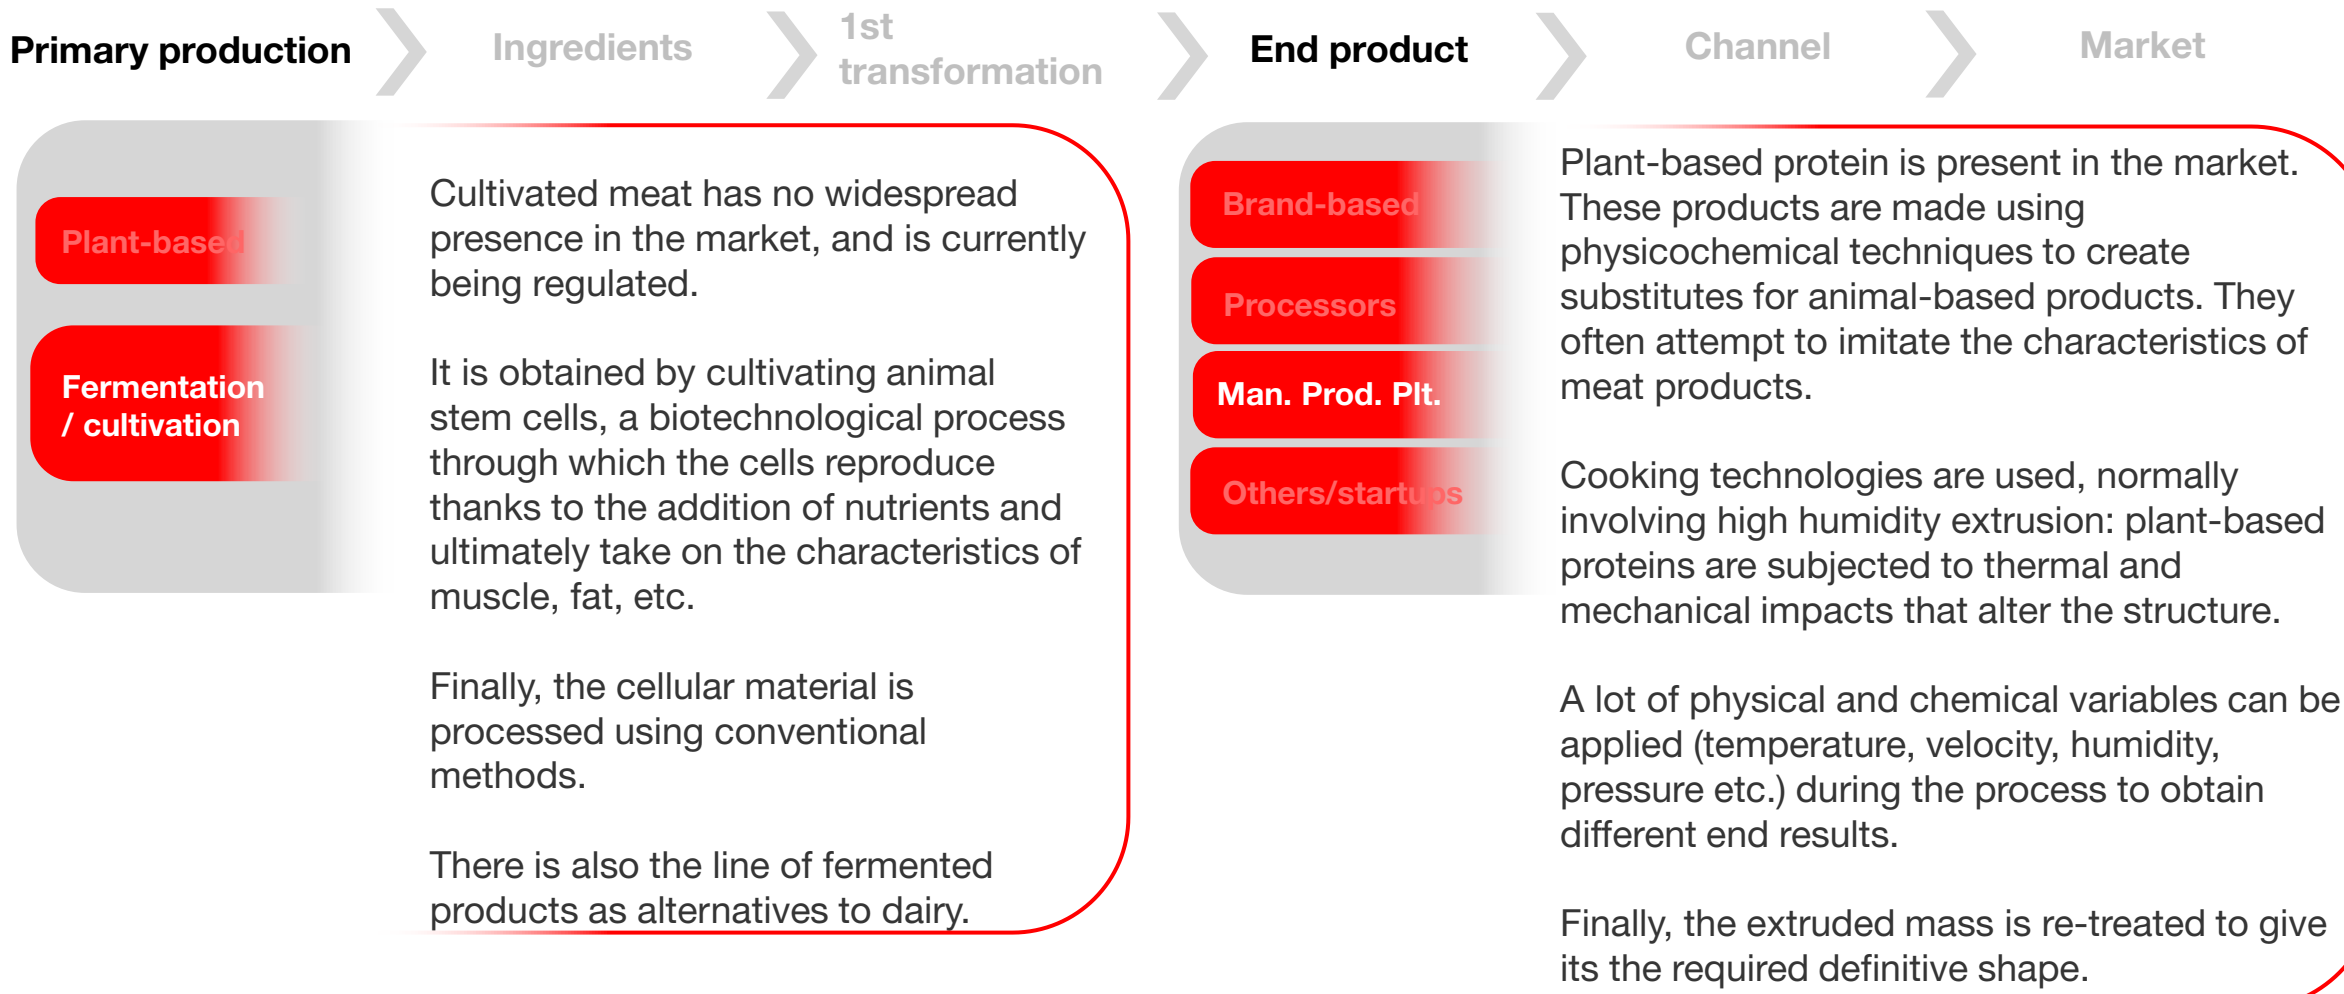 Primary production
Ingredients
1st
transformation
End product
Channel
Market
Plant-based
Fermentation
/ cultivation
Cultivated meat has no widespread
presence in the market, and is currently
being regulated.
It is obtained by cultivating animal
stem cells, a biotechnological process
through which the cells reproduce
thanks to the addition of nutrients and
ultimately take on the characteristics of
muscle, fat, etc.
Finally, the cellular material is
processed using conventional
methods.
There is also the line of fermented
products as alternatives to dairy.
Brand-based
Processors
Man. Prod. Plt.
Others/startups
Plant-based protein is present in the market.
These products are made using
physicochemical techniques to create
substitutes for animal-based products. They
often attempt to imitate the characteristics of
meat products.
Cooking technologies are used, normally
involving high humidity extrusion: plant-based
proteins are subjected to thermal and
mechanical impacts that alter the structure.
A lot of physical and chemical variables can be
applied (temperature, velocity, humidity,
pressure etc.) during the process to obtain
different end results.
Finally, the extruded mass is re-treated to give
its the required definitive shape.